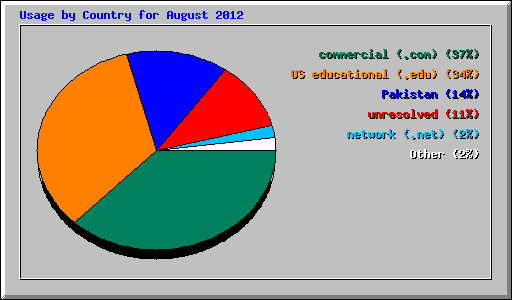 Usage by Country for August 2012
commercial (.com) (37%)
US educational (.edu) (34%)
Pakistan (14%)
unresolved (11%)
network (.net) (2%)
Other (2%)